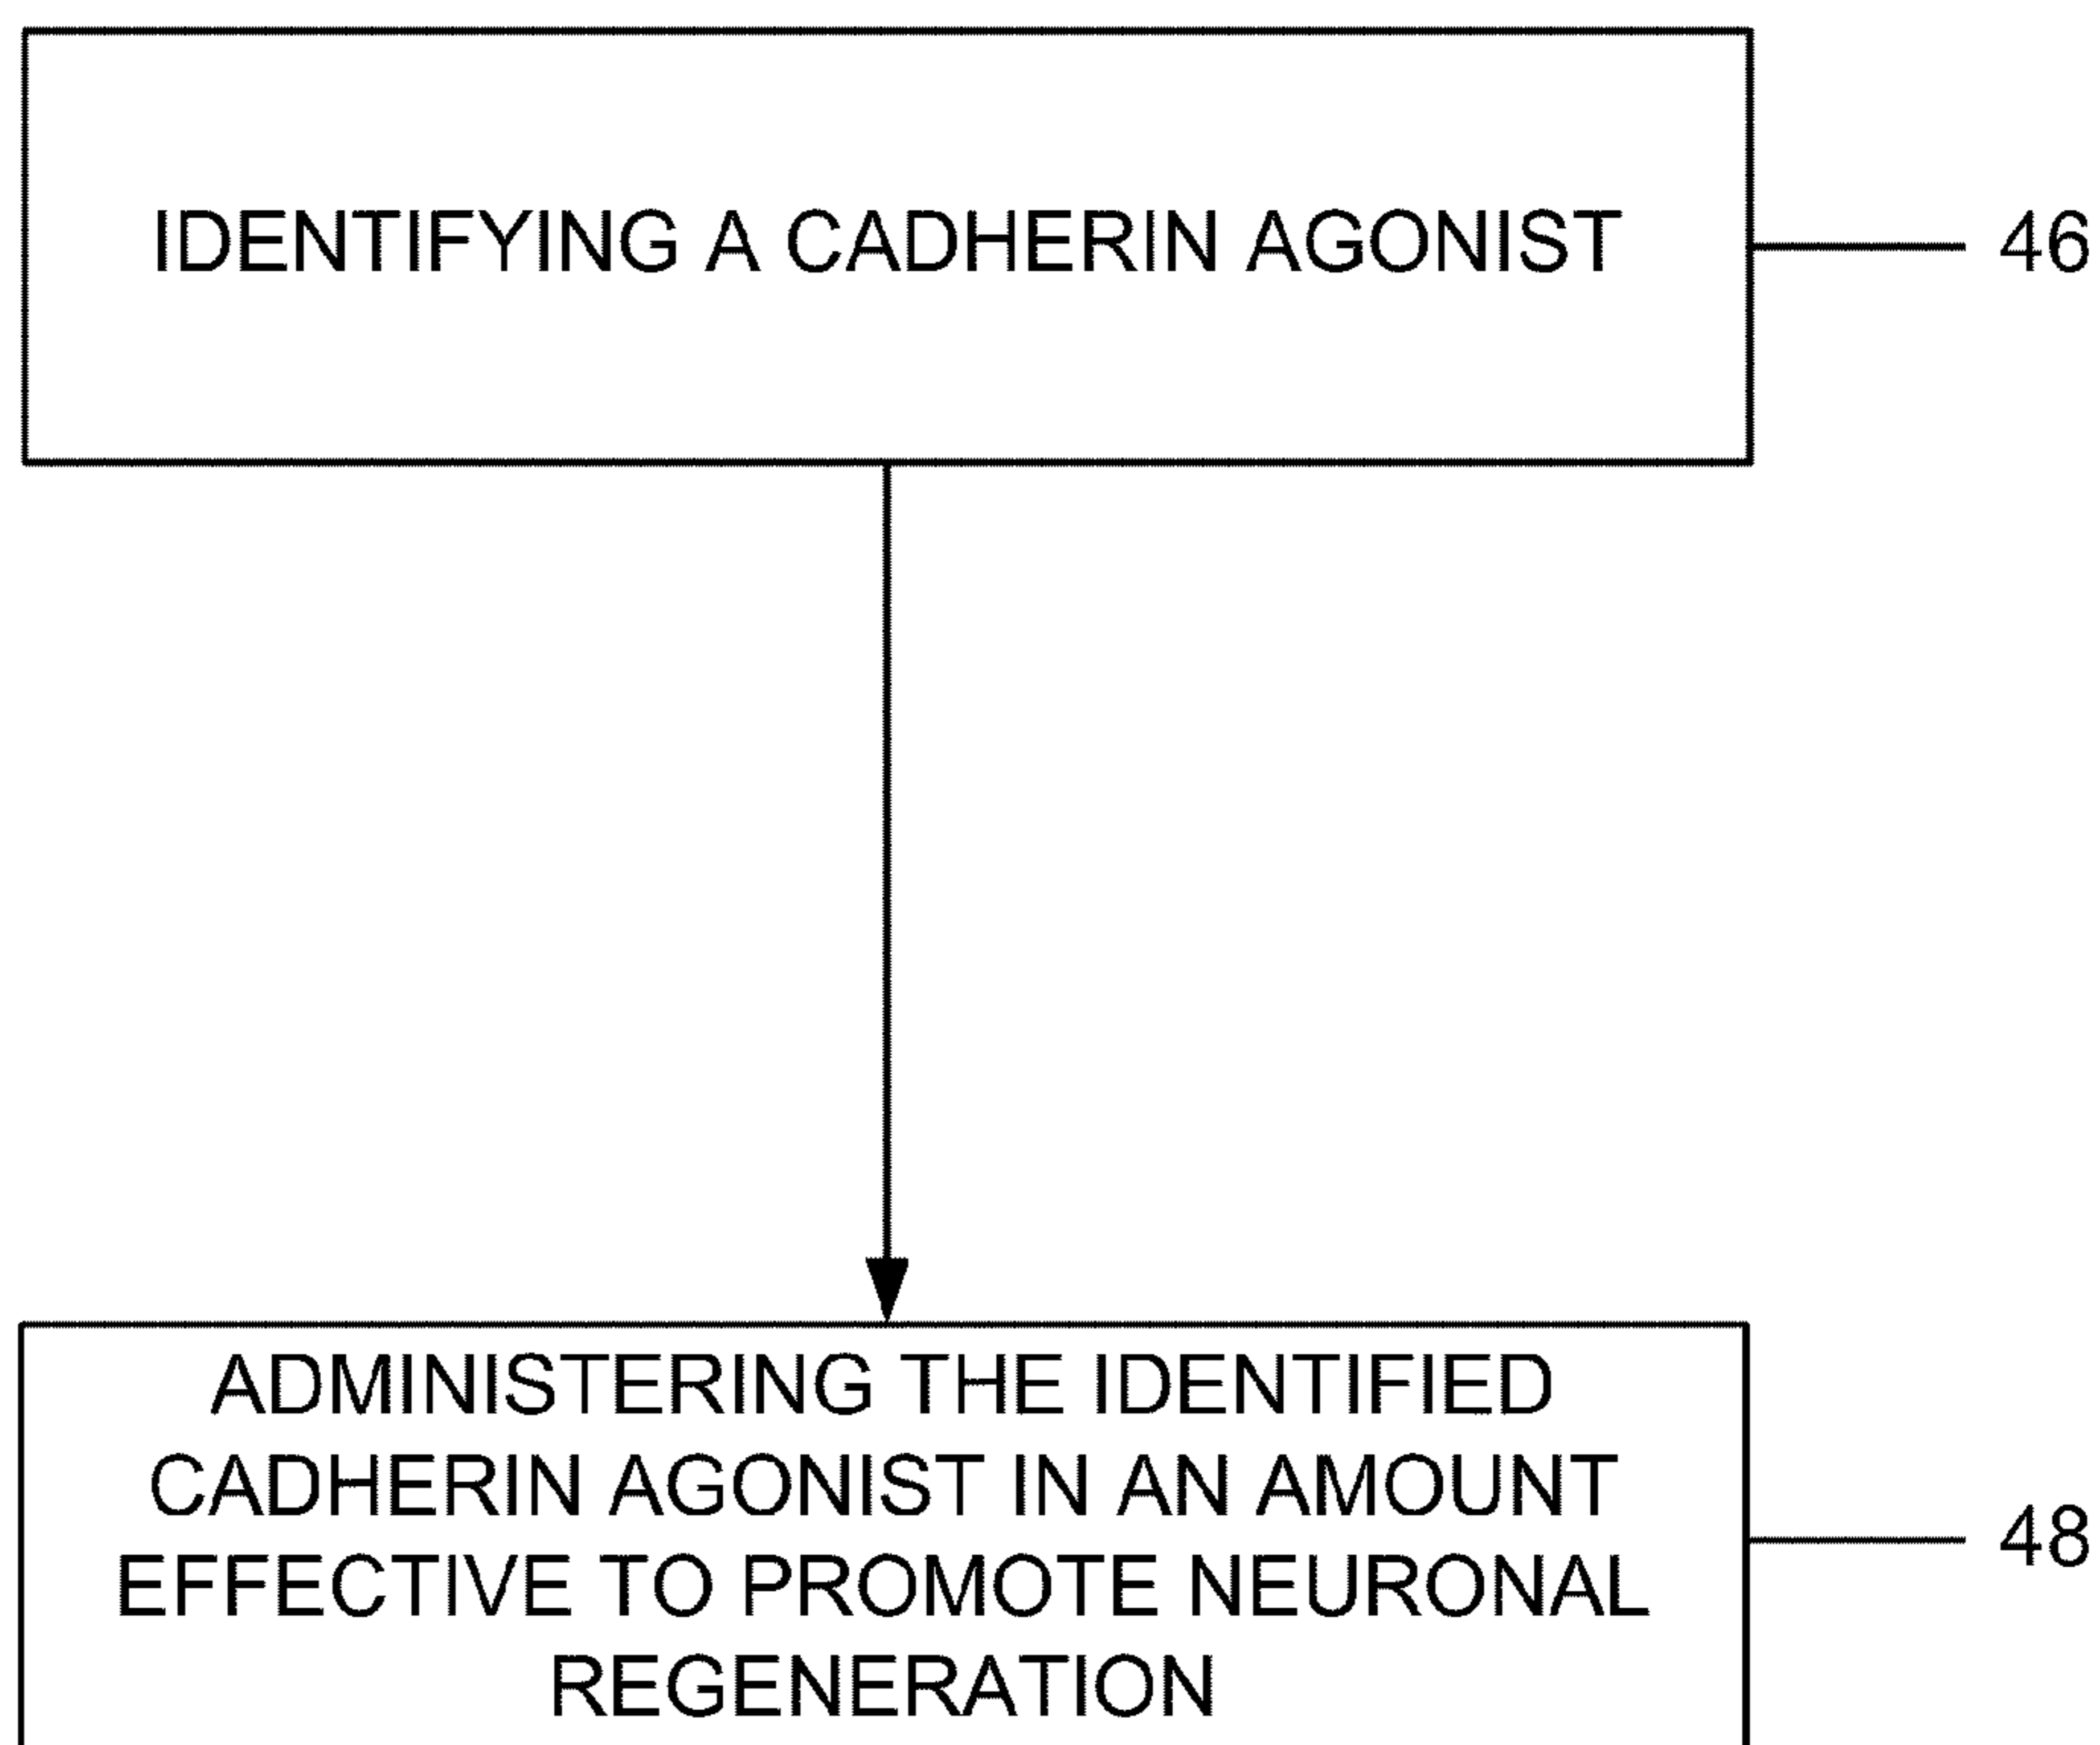 IDENTIFYING A CADHERIN AGONIST
46
ADMINISTERING THE IDENTIFIED
CADHERIN AGONIST IN AN AMOUNT
EFFECTIVE TO PROMOTE NEURONAL
REGENERATION
48